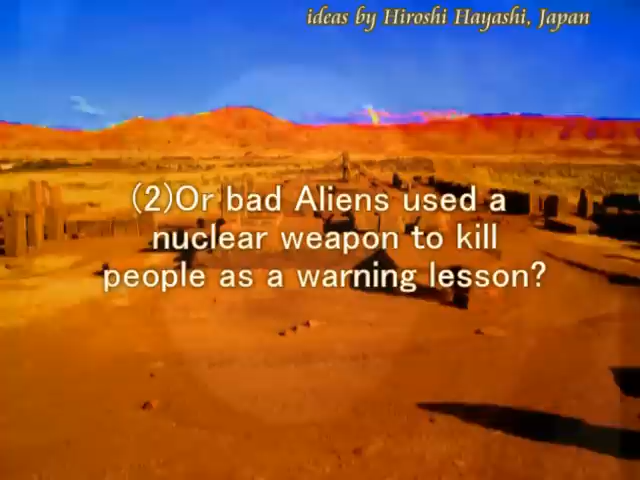 ideas by Hiroshi Hayashi, Japan
(2)Or bad Aliens used a
nuclear weapon to kill
people as a warning lesson?